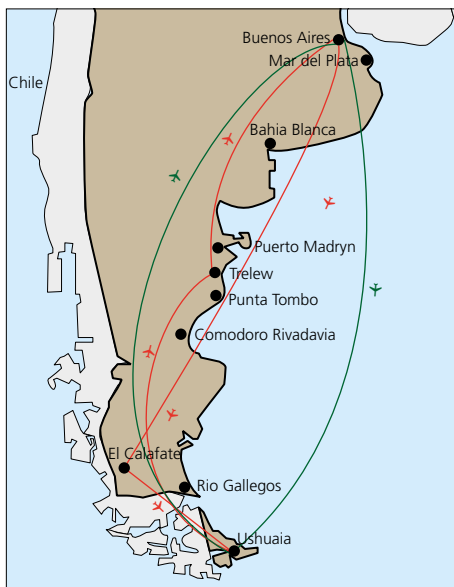 Buenos Aires
Mar del Plata
Chile
Bahia Blanca
Puerto Madryn
Trelew
Punta Tombo
Comodoro Rivadavia
El Calafate
Rio Gallegos
Ushuaia